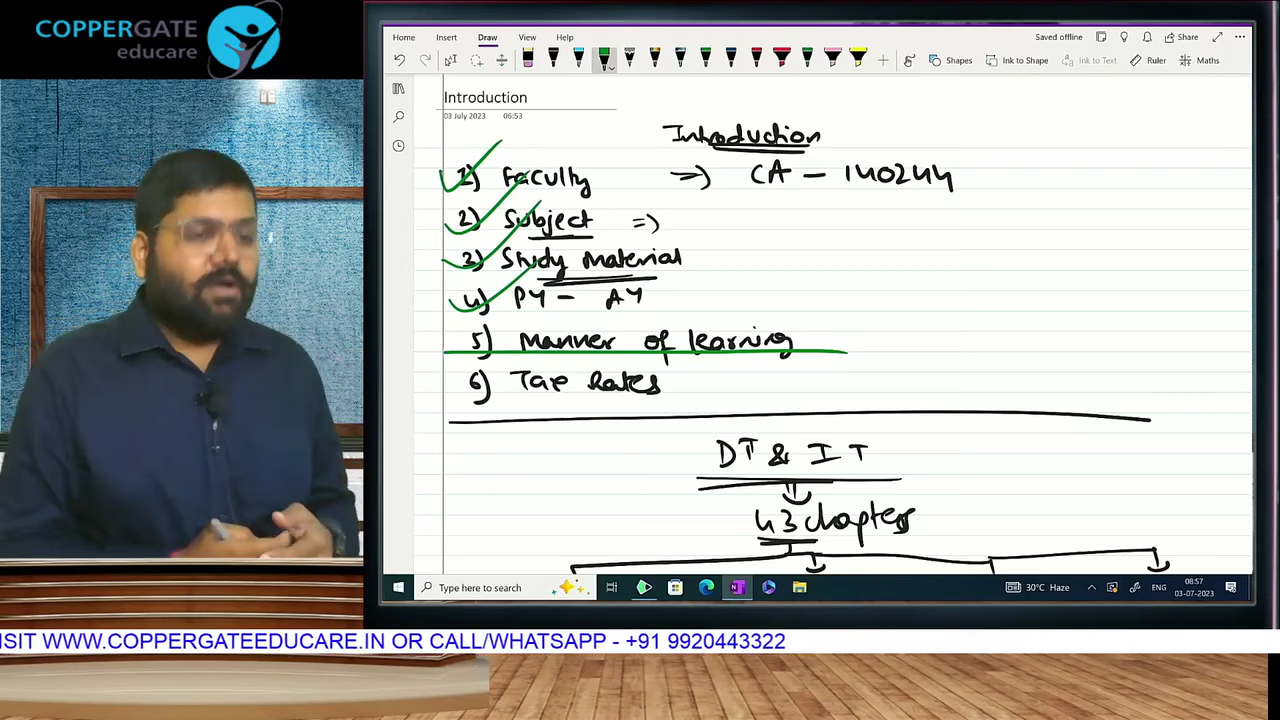 COPPERGATE
educare
Home Insert Draw View Help Saved offline Share
Shapes Ink to Shape Ink to Text Ruler Maths
Introduction
03 July 2023 06:53
Introduction
1) Faculty => CA - 140244
2) Subject =>
3) Study Material
4) PY - AY
5) Manner of learning
6) Tax Rates
DT & IT
43 chapters
Type here to search 30°C Haze ENG 08:57
03-07-2023
ISIT WWW.COPPERGATEEDUCARE.IN OR CALL/WHATSAPP - +91 9920443322